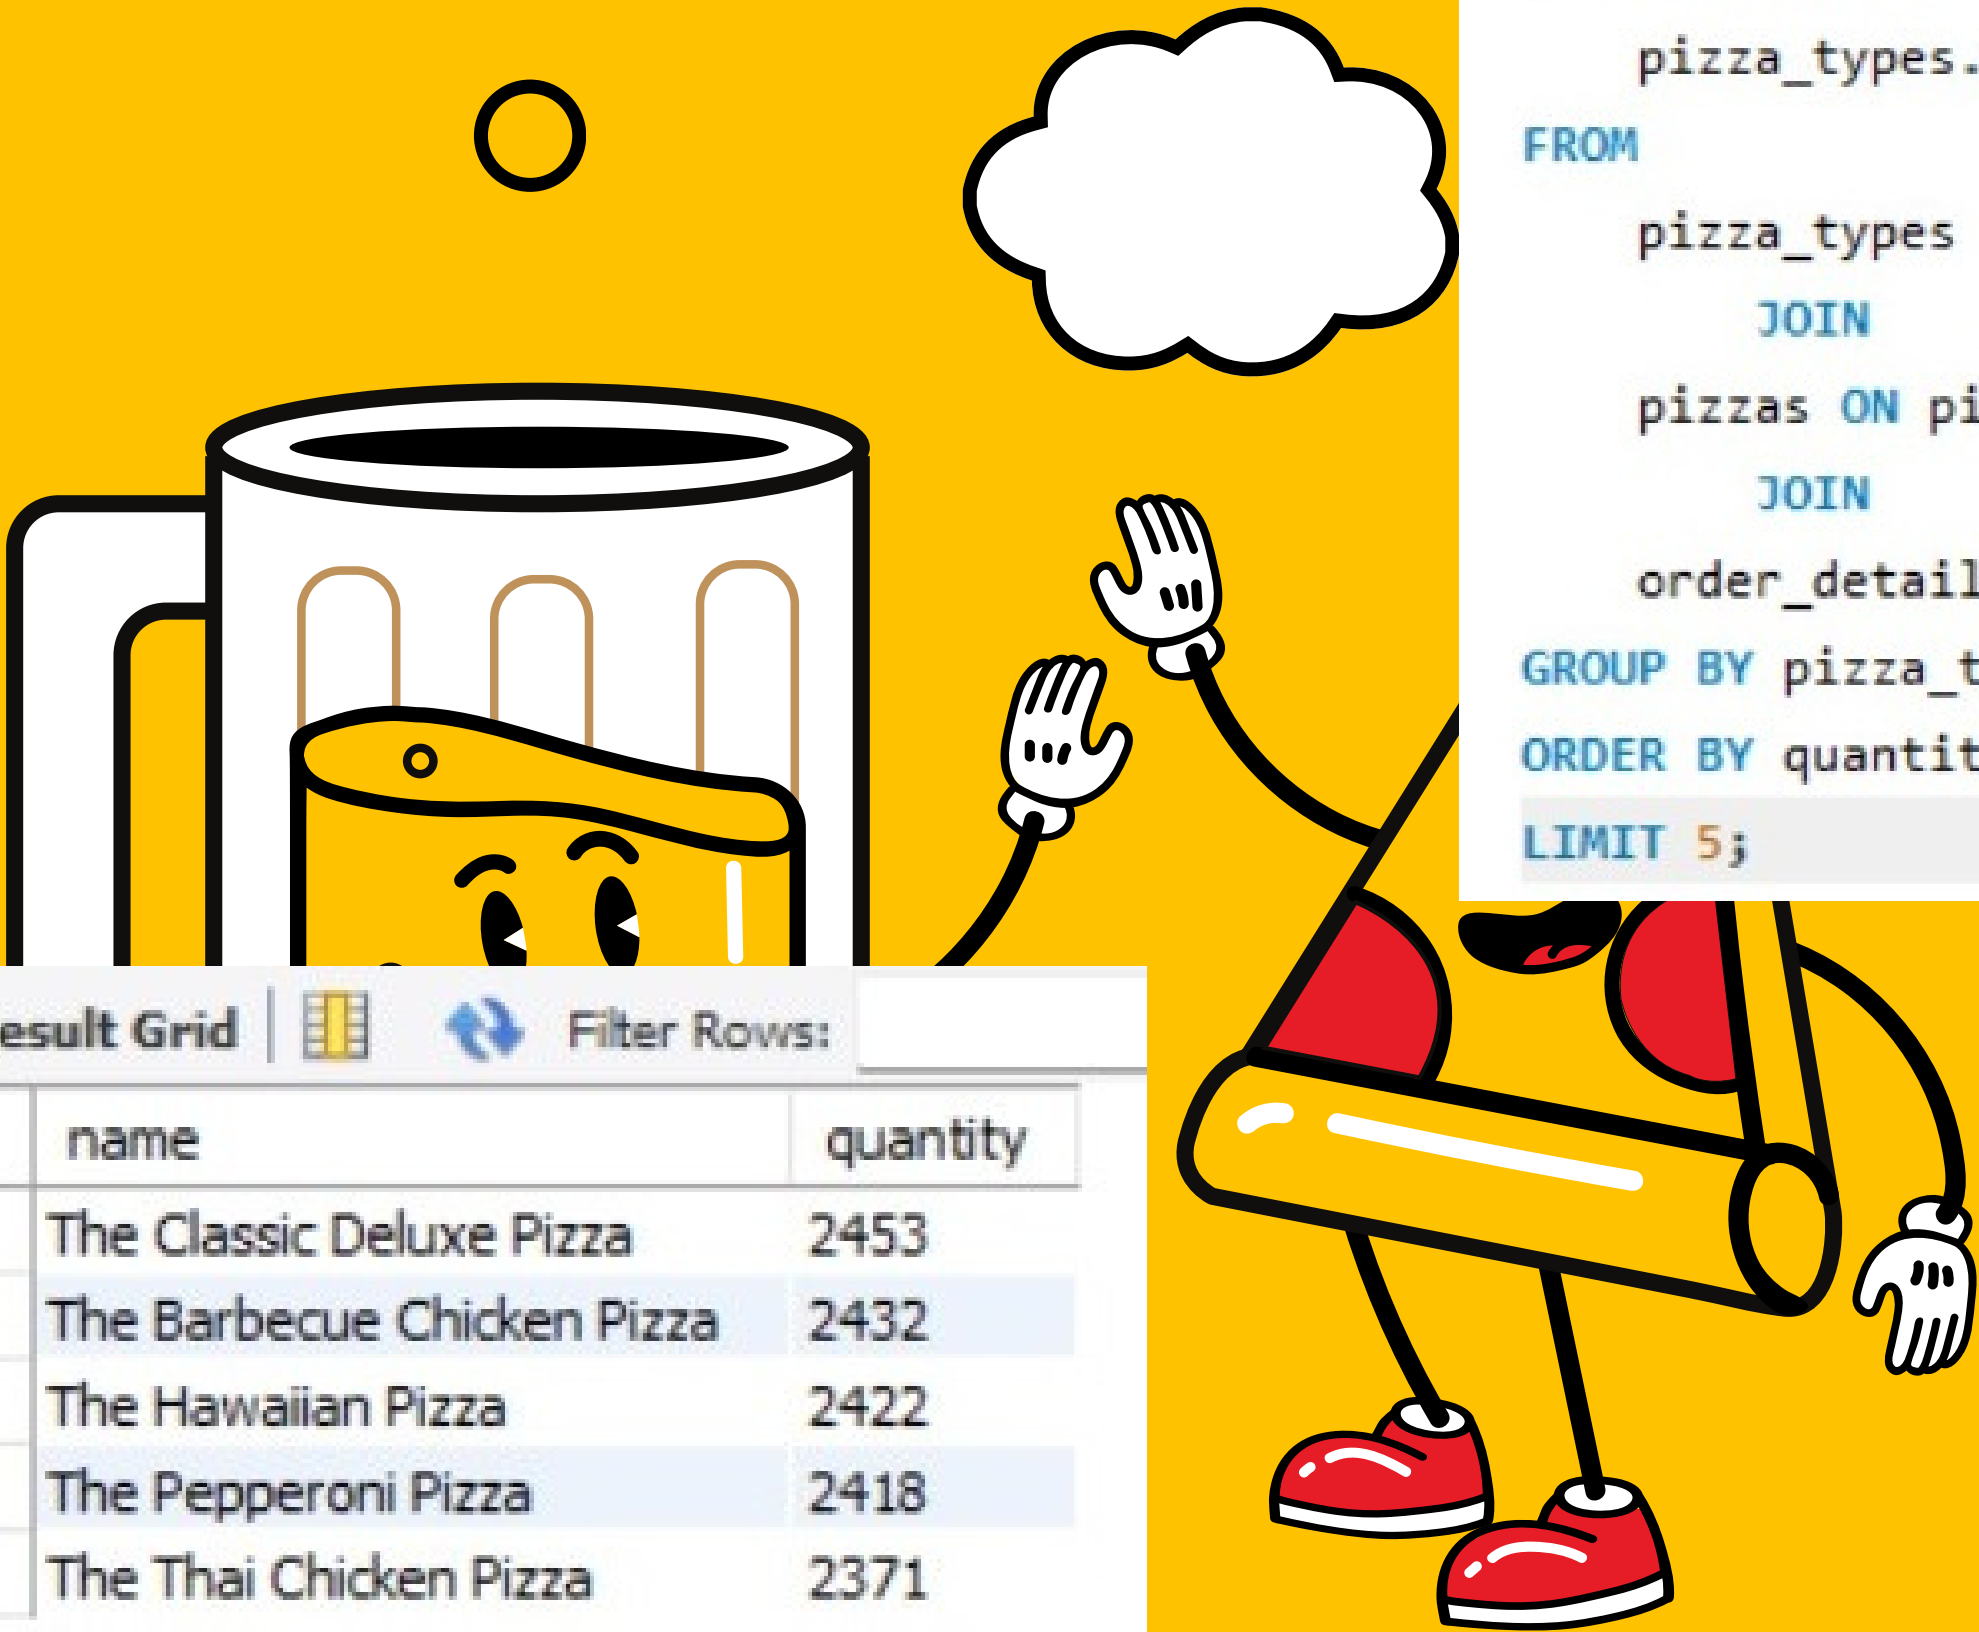 pizza_types.
FROM
pizza_types
JOIN
pizzas ON pi
JOIN
order_detail
GROUP BY pizza_t
ORDER BY quantit
LIMIT 5;
esult Grid Filter Rows:
name quantity
The Classic Deluxe Pizza 2453
The Barbecue Chicken Pizza 2432
The Hawaiian Pizza 2422
The Pepperoni Pizza 2418
The Thai Chicken Pizza 2371